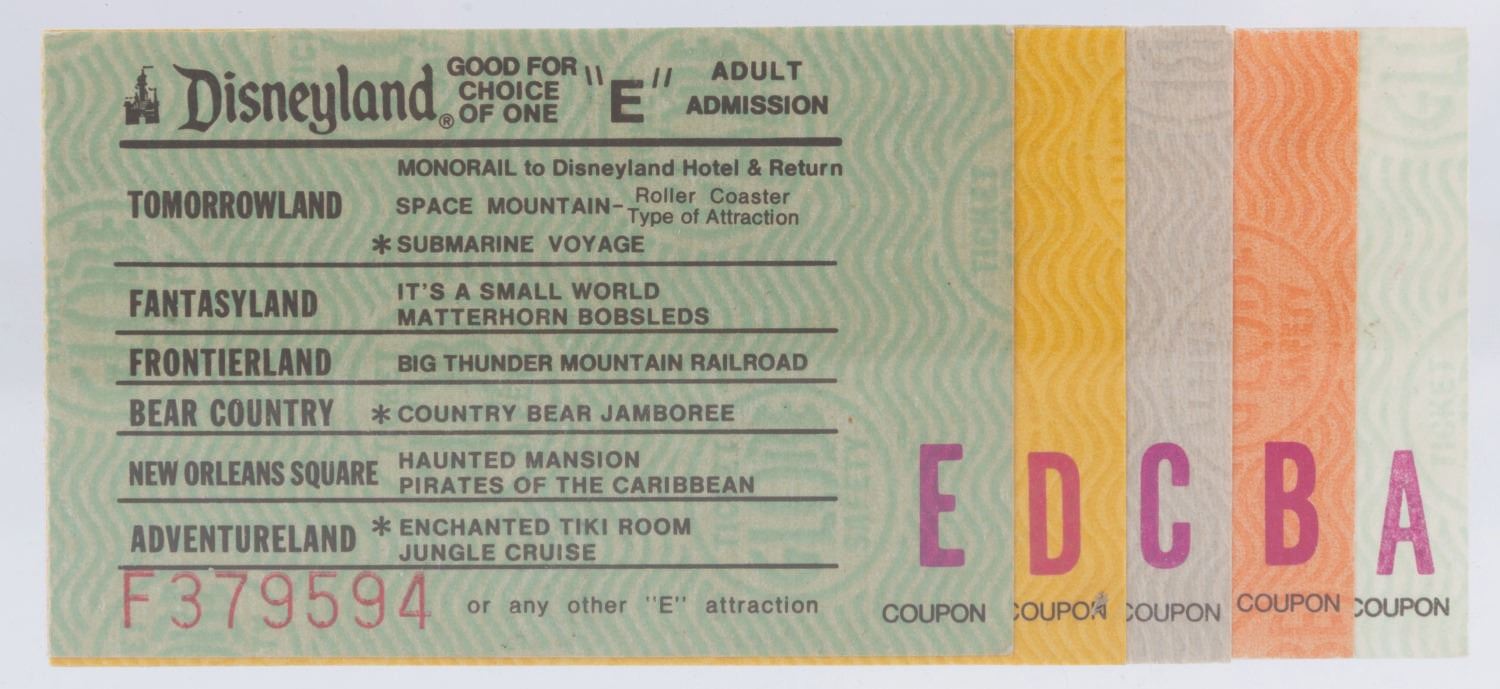 Disneyland® GOOD FOR CHOICE OF ONE "E" ADULT ADMISSION
TOMORROWLAND
MONORAIL to Disneyland Hotel & Return
SPACE MOUNTAIN- Roller Coaster Type of Attraction
*SUBMARINE VOYAGE
FANTASYLAND
IT'S A SMALL WORLD
MATTERHORN BOBSLEDS
FRONTIERLAND BIG THUNDER MOUNTAIN RAILROAD
BEAR COUNTRY *COUNTRY BEAR JAMBOREE
NEW ORLEANS SQUARE
HAUNTED MANSION
PIRATES OF THE CARIBBEAN
ADVENTURELAND
*ENCHANTED TIKI ROOM
JUNGLE CRUISE
F379594 or any other "E" attraction
E D C B A
COUPON COUPON COUPON COUPON COUPON